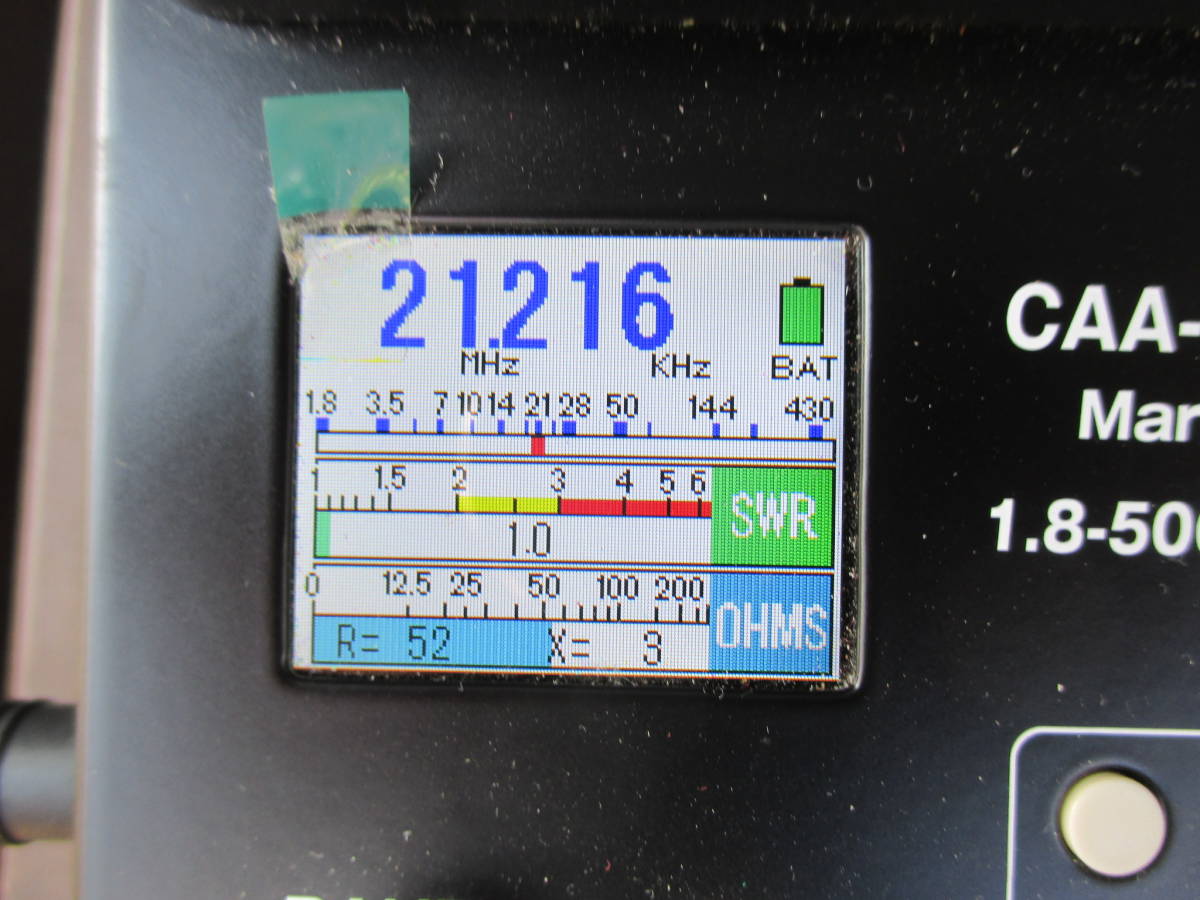 21.216
MHz KHz BAT
1.8 3.5 7 10 14 21 28 50 144 430
1 1.5 2 3 4 5 6
SWR
1.0
0 12.5 25 50 100 200
OHMS
R= 52 X= 3
CAA-
Mar
1.8-500